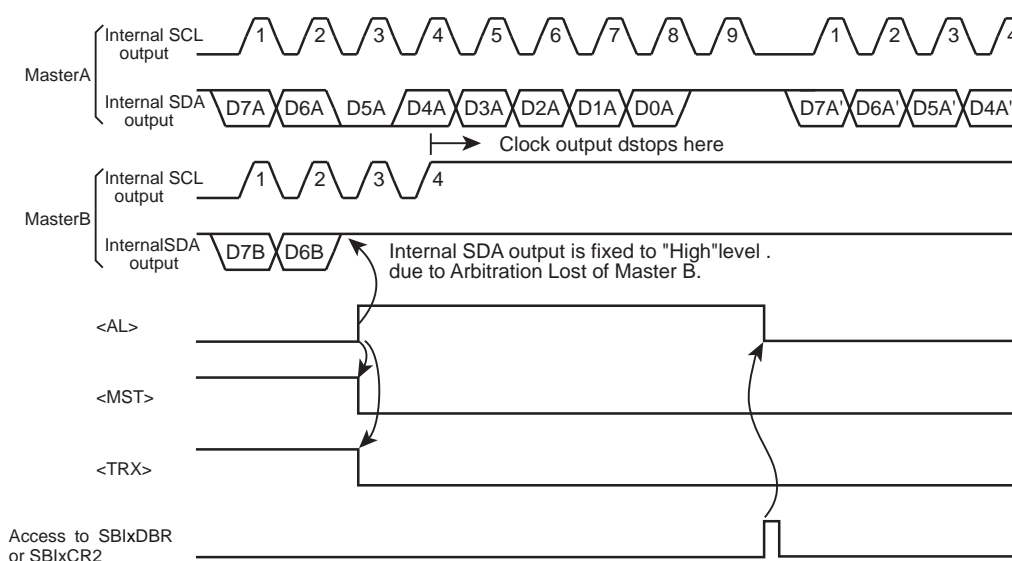 Internal SCL 1 2 3 4 5 6 7 8 9 1 2 3 4
output
MasterA
Internal SDA D7A D6A D5A D4A D3A D2A D1A D0A D7A' D6A' D5A' D4A'
output
Clock output dstops here
Internal SCL 1 2 3 4
output
MasterB
InternalSDA D7B D6B Internal SDA output is fixed to "High"level .
output due to Arbitration Lost of Master B.
<AL>
<MST>
<TRX>
Access to SBIxDBR
or SBIxCR2